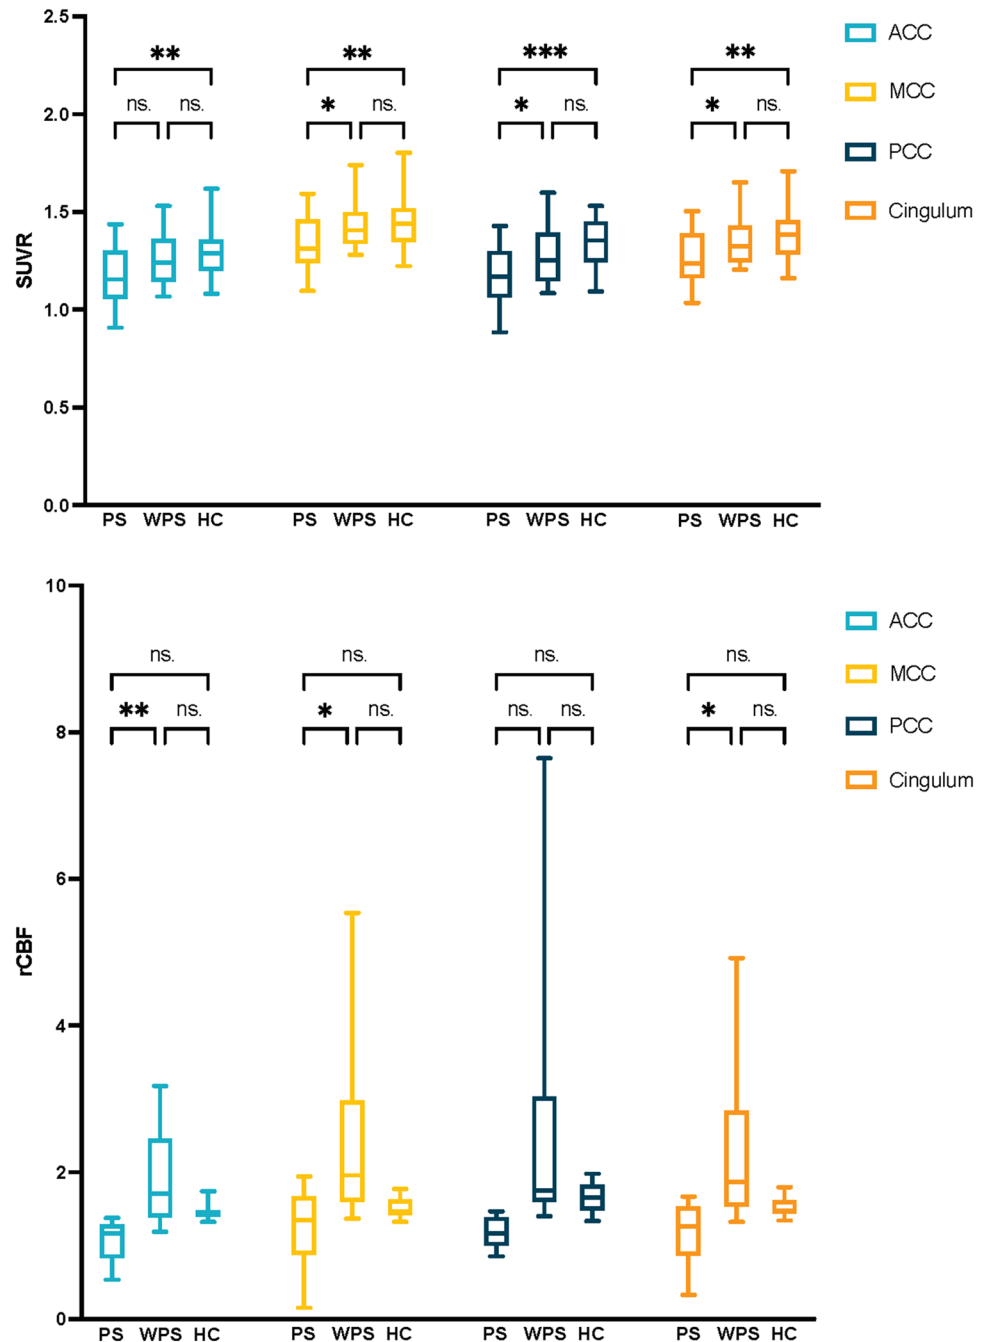 2.5
ACC
** ** *** **
MCC
ns. ns. * ns. * ns. * ns.
2.0
PCC
1.5
Cingulum
SUVR
1.0
0.5
0.0
PS WPS HC PS WPS HC PS WPS HC PS WPS HC
10
ACC
ns. ns. ns. ns.
MCC
** ns. * ns. ns. ns. * ns.
PCC
8
Cingulum
6
rCBF
4
2
0
PS WPS HC PS WPS HC PS WPS HC PS WPS HC